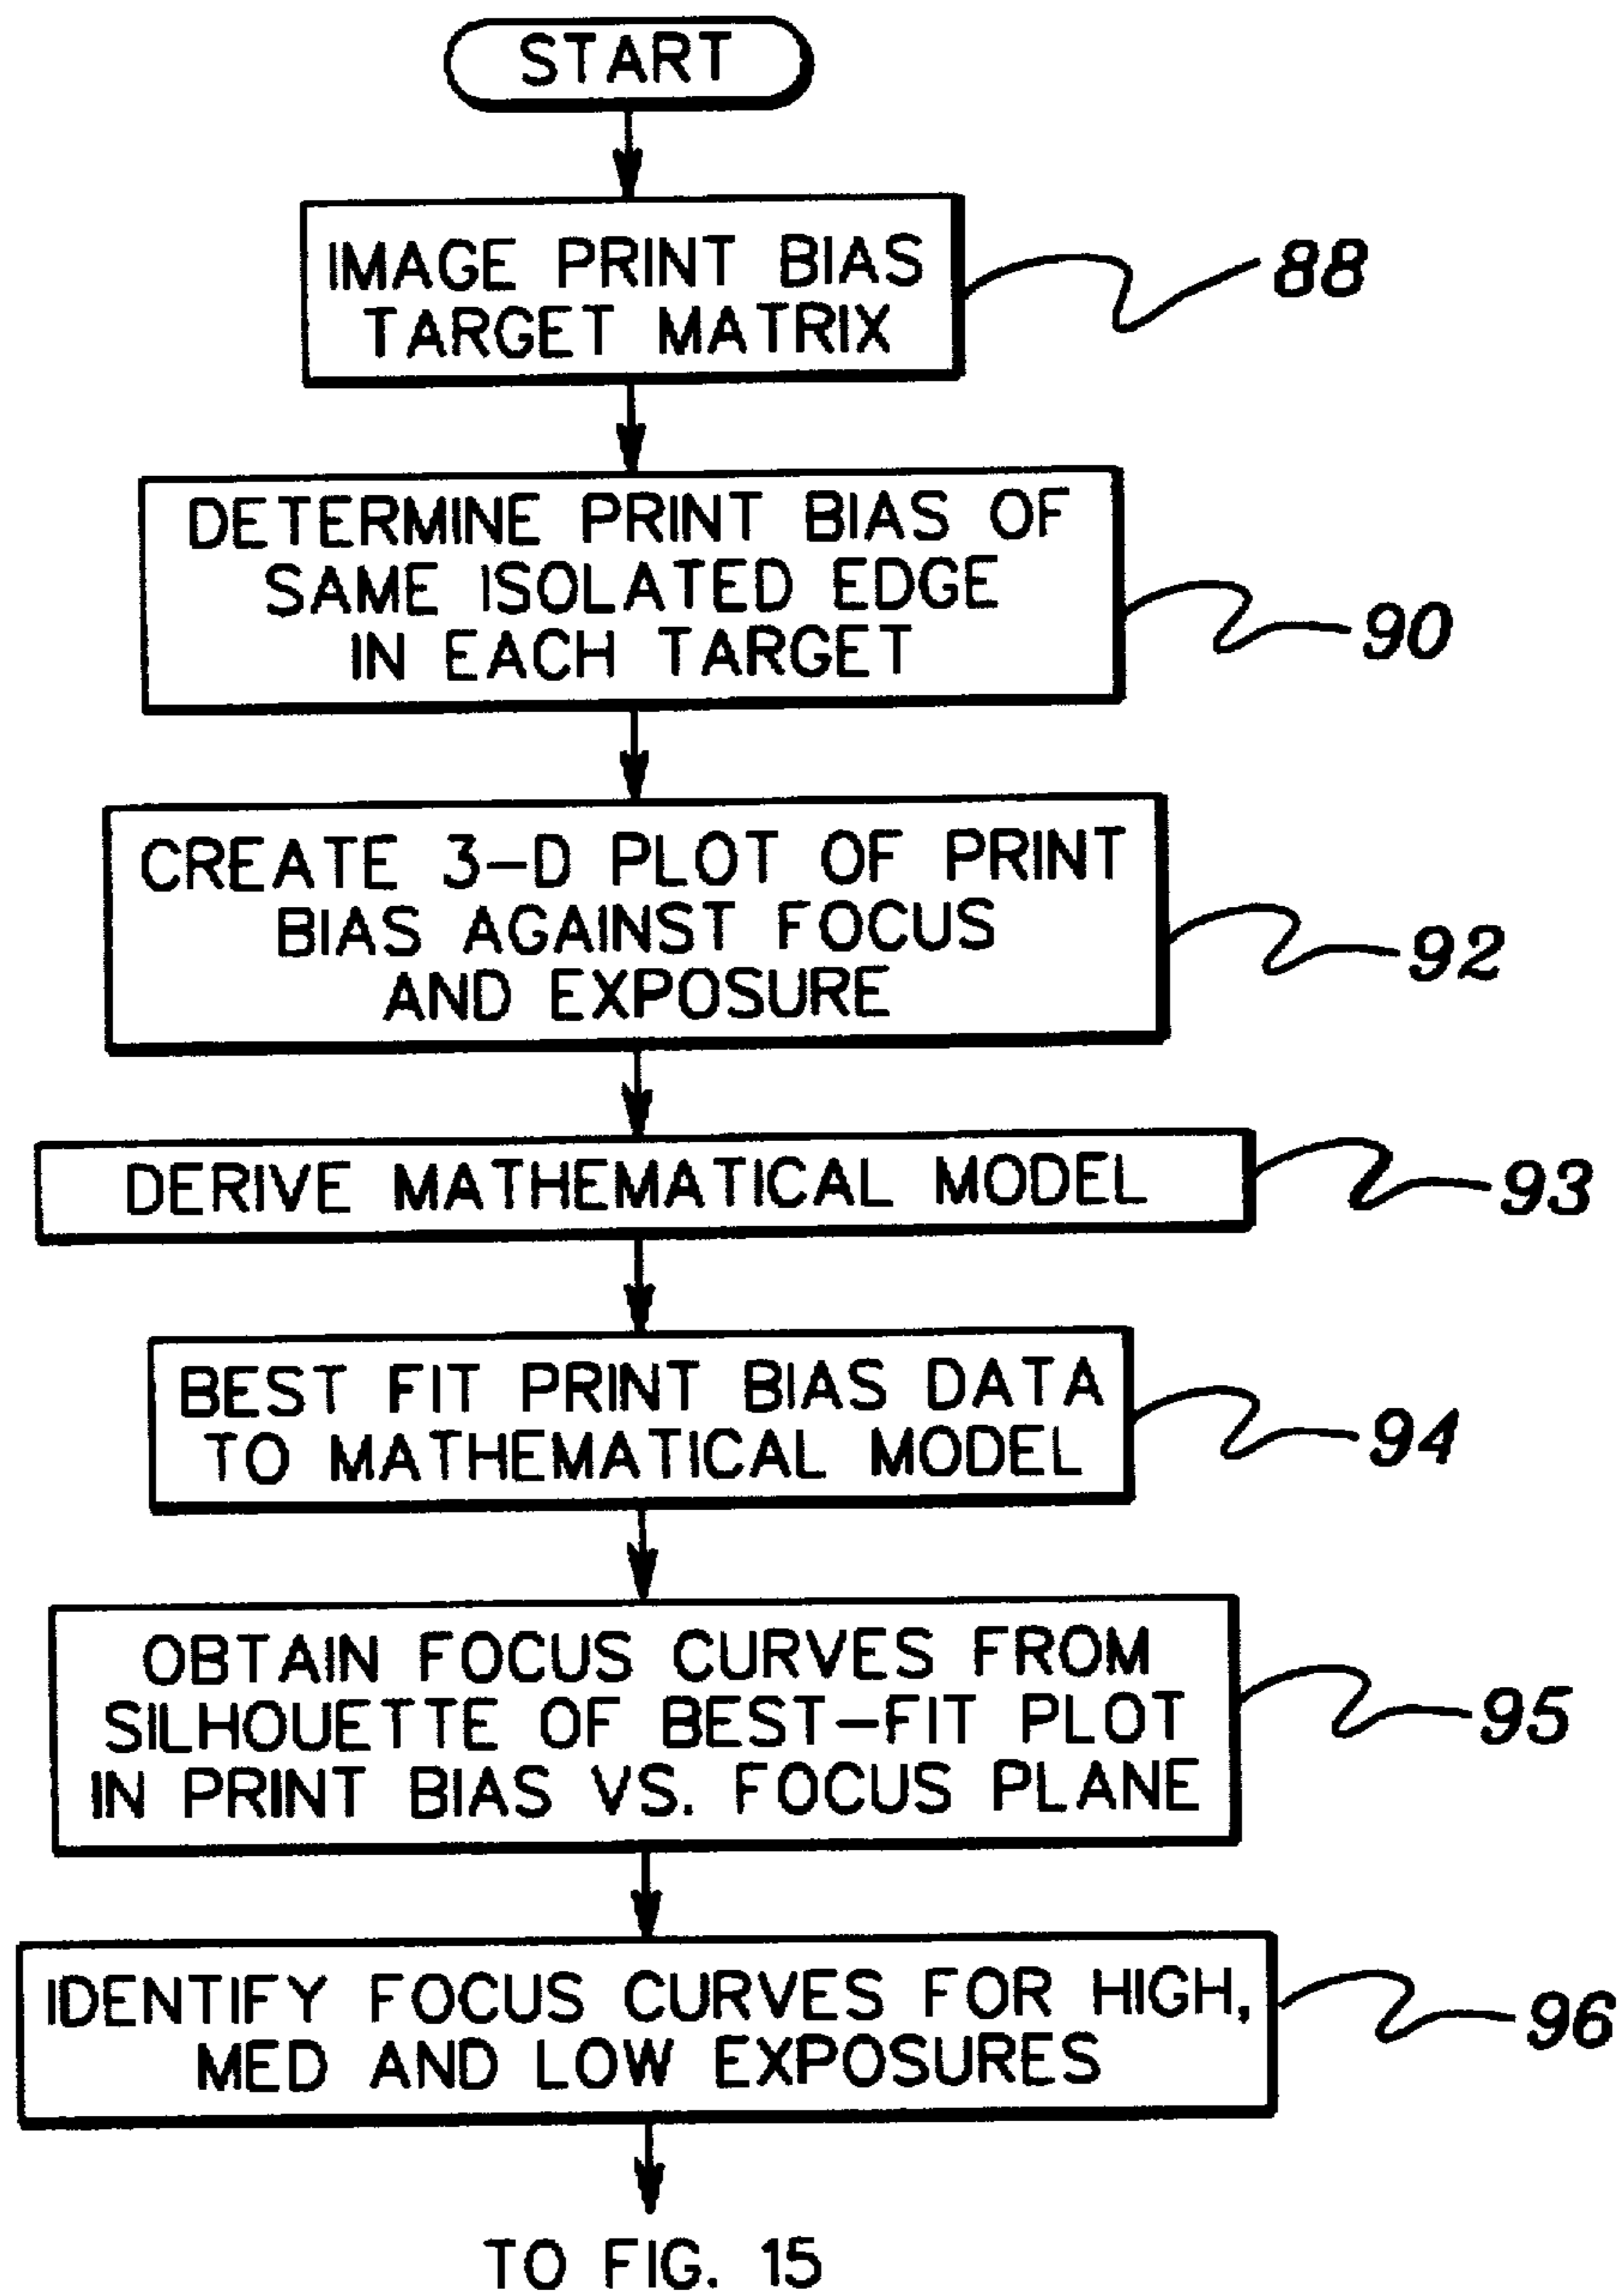 START
IMAGE PRINT BIAS
TARGET MATRIX
88
DETERMINE PRINT BIAS OF
SAME ISOLATED EDGE
IN EACH TARGET
90
CREATE 3-D PLOT OF PRINT
BIAS AGAINST FOCUS
AND EXPOSURE
92
DERIVE MATHEMATICAL MODEL
93
BEST FIT PRINT BIAS DATA
TO MATHEMATICAL MODEL
94
OBTAIN FOCUS CURVES FROM
SILHOUETTE OF BEST-FIT PLOT
IN PRINT BIAS VS. FOCUS PLANE
95
IDENTIFY FOCUS CURVES FOR HIGH,
MED AND LOW EXPOSURES
96
TO FIG. 15